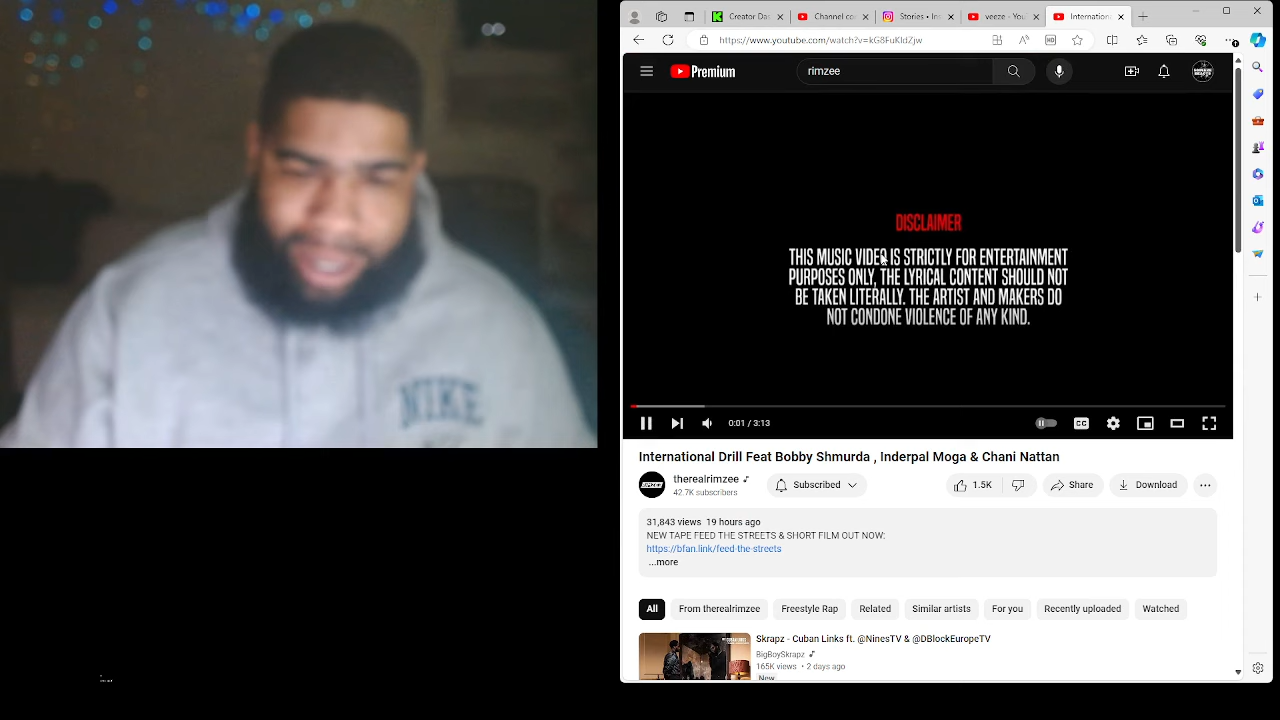 NIKE
Creator Da
Channel co
Stories • In
veeze - You
Internation
https://www.youtube.com/watch?v=kG8FuKldZjw
Premium
rimzee
DISCLAIMER
THIS MUSIC VIDEO IS STRICTLY FOR ENTERTAINMENT
PURPOSES ONLY, THE LYRICAL CONTENT SHOULD NOT
BE TAKEN LITERALLY. THE ARTIST AND MAKERS DO
NOT CONDONE VIOLENCE OF ANY KIND.
0:01 / 3:13
CC
International Drill Feat Bobby Shmurda , Inderpal Moga & Chani Nattan
therealrimzee
42.7K subscribers
Subscribed
1.5K
Share
Download
31,843 views 19 hours ago
NEW TAPE FEED THE STREETS & SHORT FILM OUT NOW:
https://bfan.link/feed-the-streets
...more
All
From therealrimzee
Freestyle Rap
Related
Similar artists
For you
Recently uploaded
Watched
Skrapz - Cuban Links ft. @NinesTV & @DBlockEuropeTV
BigBoySkrapz
165K views • 2 days ago
New